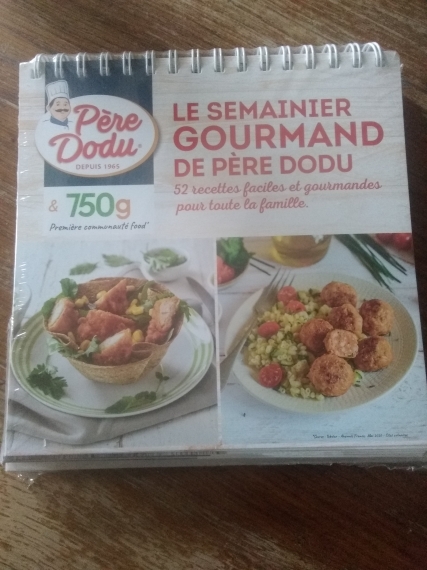 Père
Dodu
DEPUIS 1965
LE SEMAINIER
GOURMAND
DE PÈRE DODU
52 recettes faciles et gourmandes
pour toute la famille.
& 750g
Première communauté food*